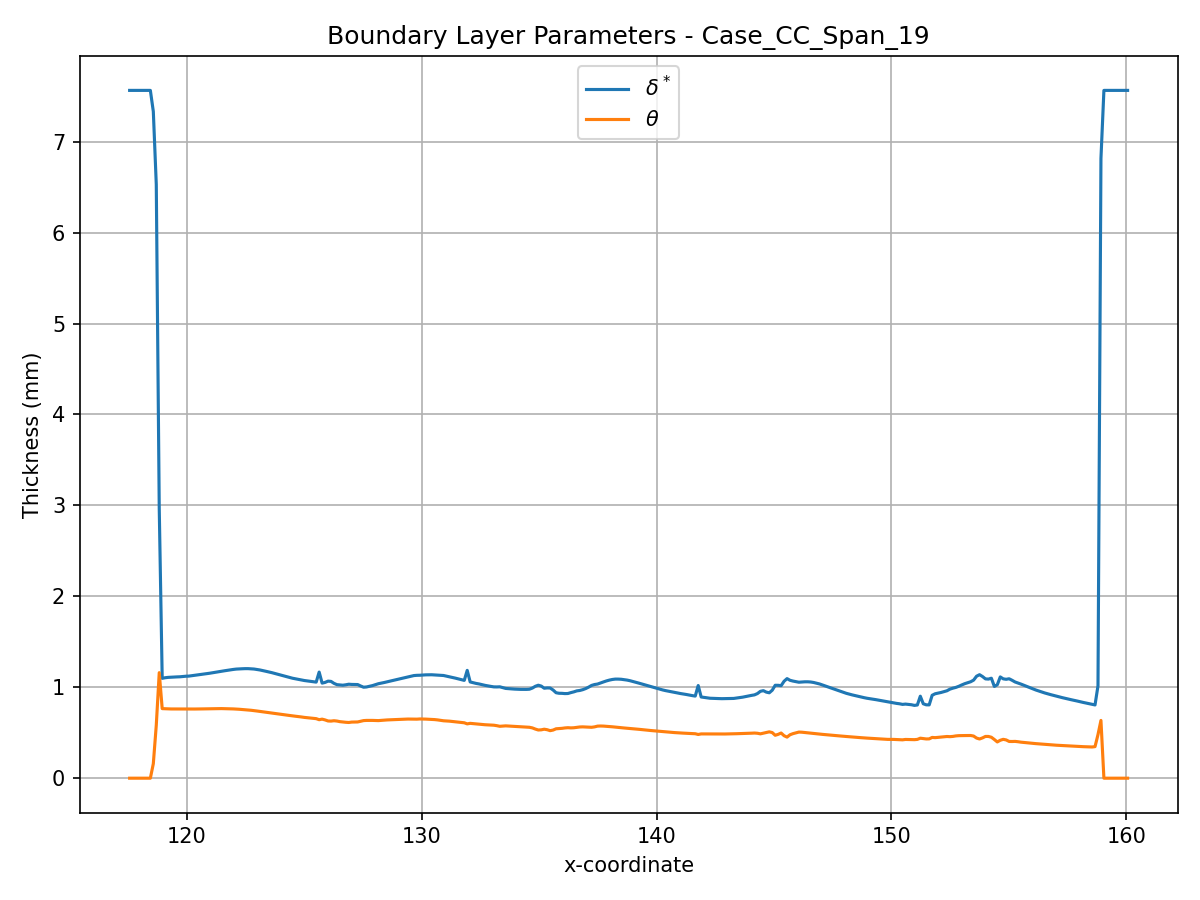 Boundary Layer Parameters - Case_CC_Span_19
δ*
θ
Thickness (mm)
7
6
5
4
3
2
1
0
120 130 140 150 160
x-coordinate